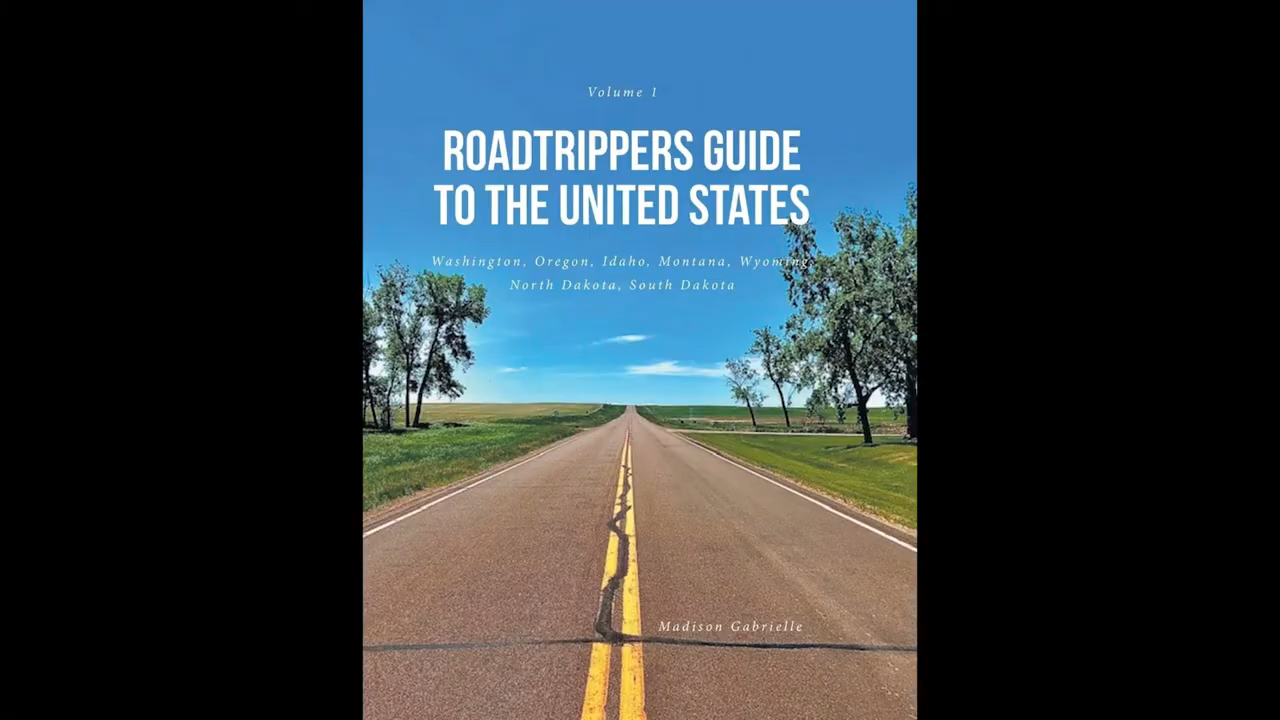 Volume 1
ROADTRIPPERS GUIDE
TO THE UNITED STATES
Washington, Oregon, Idaho, Montana, Wyoming,
North Dakota, South Dakota
Madison Gabrielle